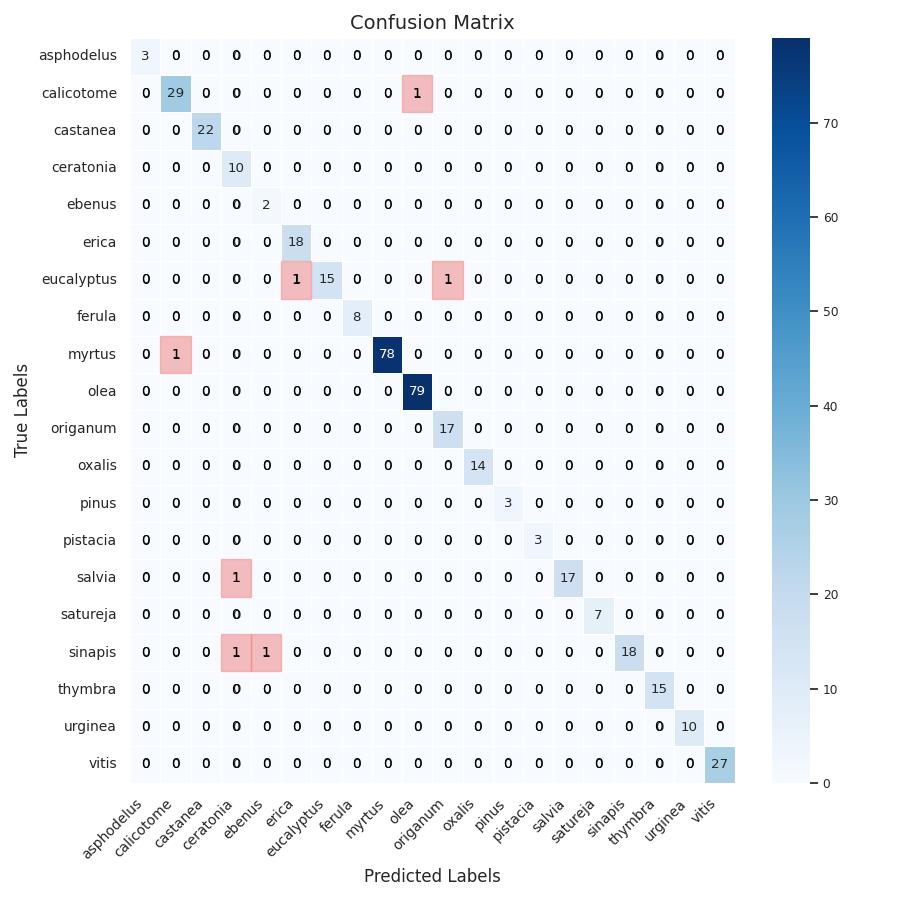 Confusion Matrix
asphodelus 3 0 0 0 0 0 0 0 0 0 0 0 0 0 0 0 0 0 0 0
calicotome 0 29 0 0 0 0 0 0 0 1 0 0 0 0 0 0 0 0 0 0
castanea 0 0 22 0 0 0 0 0 0 0 0 0 0 0 0 0 0 0 0 0
ceratonia 0 0 0 10 0 0 0 0 0 0 0 0 0 0 0 0 0 0 0 0
ebenus 0 0 0 0 2 0 0 0 0 0 0 0 0 0 0 0 0 0 0 0
erica 0 0 0 0 0 18 0 0 0 0 0 0 0 0 0 0 0 0 0 0
eucalyptus 0 0 0 0 0 1 15 0 0 0 1 0 0 0 0 0 0 0 0 0
ferula 0 0 0 0 0 0 0 8 0 0 0 0 0 0 0 0 0 0 0 0
myrtus 0 1 0 0 0 0 0 0 78 0 0 0 0 0 0 0 0 0 0 0
olea 0 0 0 0 0 0 0 0 0 79 0 0 0 0 0 0 0 0 0 0
origanum 0 0 0 0 0 0 0 0 0 0 17 0 0 0 0 0 0 0 0 0
oxalis 0 0 0 0 0 0 0 0 0 0 0 14 0 0 0 0 0 0 0 0
pinus 0 0 0 0 0 0 0 0 0 0 0 0 3 0 0 0 0 0 0 0
pistacia 0 0 0 0 0 0 0 0 0 0 0 0 0 3 0 0 0 0 0 0
salvia 0 0 0 1 0 0 0 0 0 0 0 0 0 0 17 0 0 0 0 0
satureja 0 0 0 0 0 0 0 0 0 0 0 0 0 0 0 7 0 0 0 0
sinapis 0 0 0 1 1 0 0 0 0 0 0 0 0 0 0 0 18 0 0 0
thymbra 0 0 0 0 0 0 0 0 0 0 0 0 0 0 0 0 0 15 0 0
urginea 0 0 0 0 0 0 0 0 0 0 0 0 0 0 0 0 0 0 10 0
vitis 0 0 0 0 0 0 0 0 0 0 0 0 0 0 0 0 0 0 0 27
True Labels
asphodelus calicotome castanea ceratonia ebenus erica eucalyptus ferula myrtus olea origanum oxalis pinus pistacia salvia satureja sinapis thymbra urginea vitis
Predicted Labels
70
60
50
40
30
20
10
0